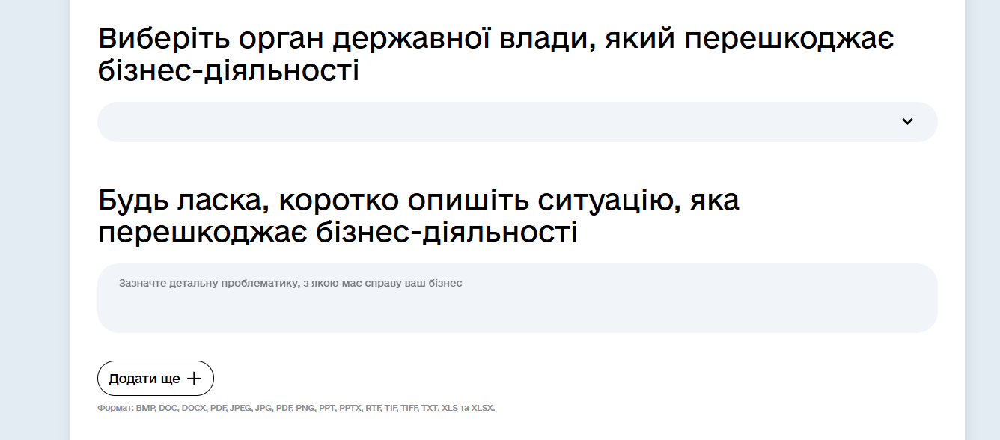 Виберіть орган державної влади, який перешкоджає
бізнес-діяльності
Будь ласка, коротко опишіть ситуацію, яка
перешкоджає бізнес-діяльності
Зазначте детальну проблематику, з якою має справу ваш бізнес
Додати ще
Формат: BMP, DOC, DOCX, PDF, JPEG, JPG, PDF, PNG, PPT, PPTX, RTF, TIF, TIFF, TXT, XLS та XLSX.